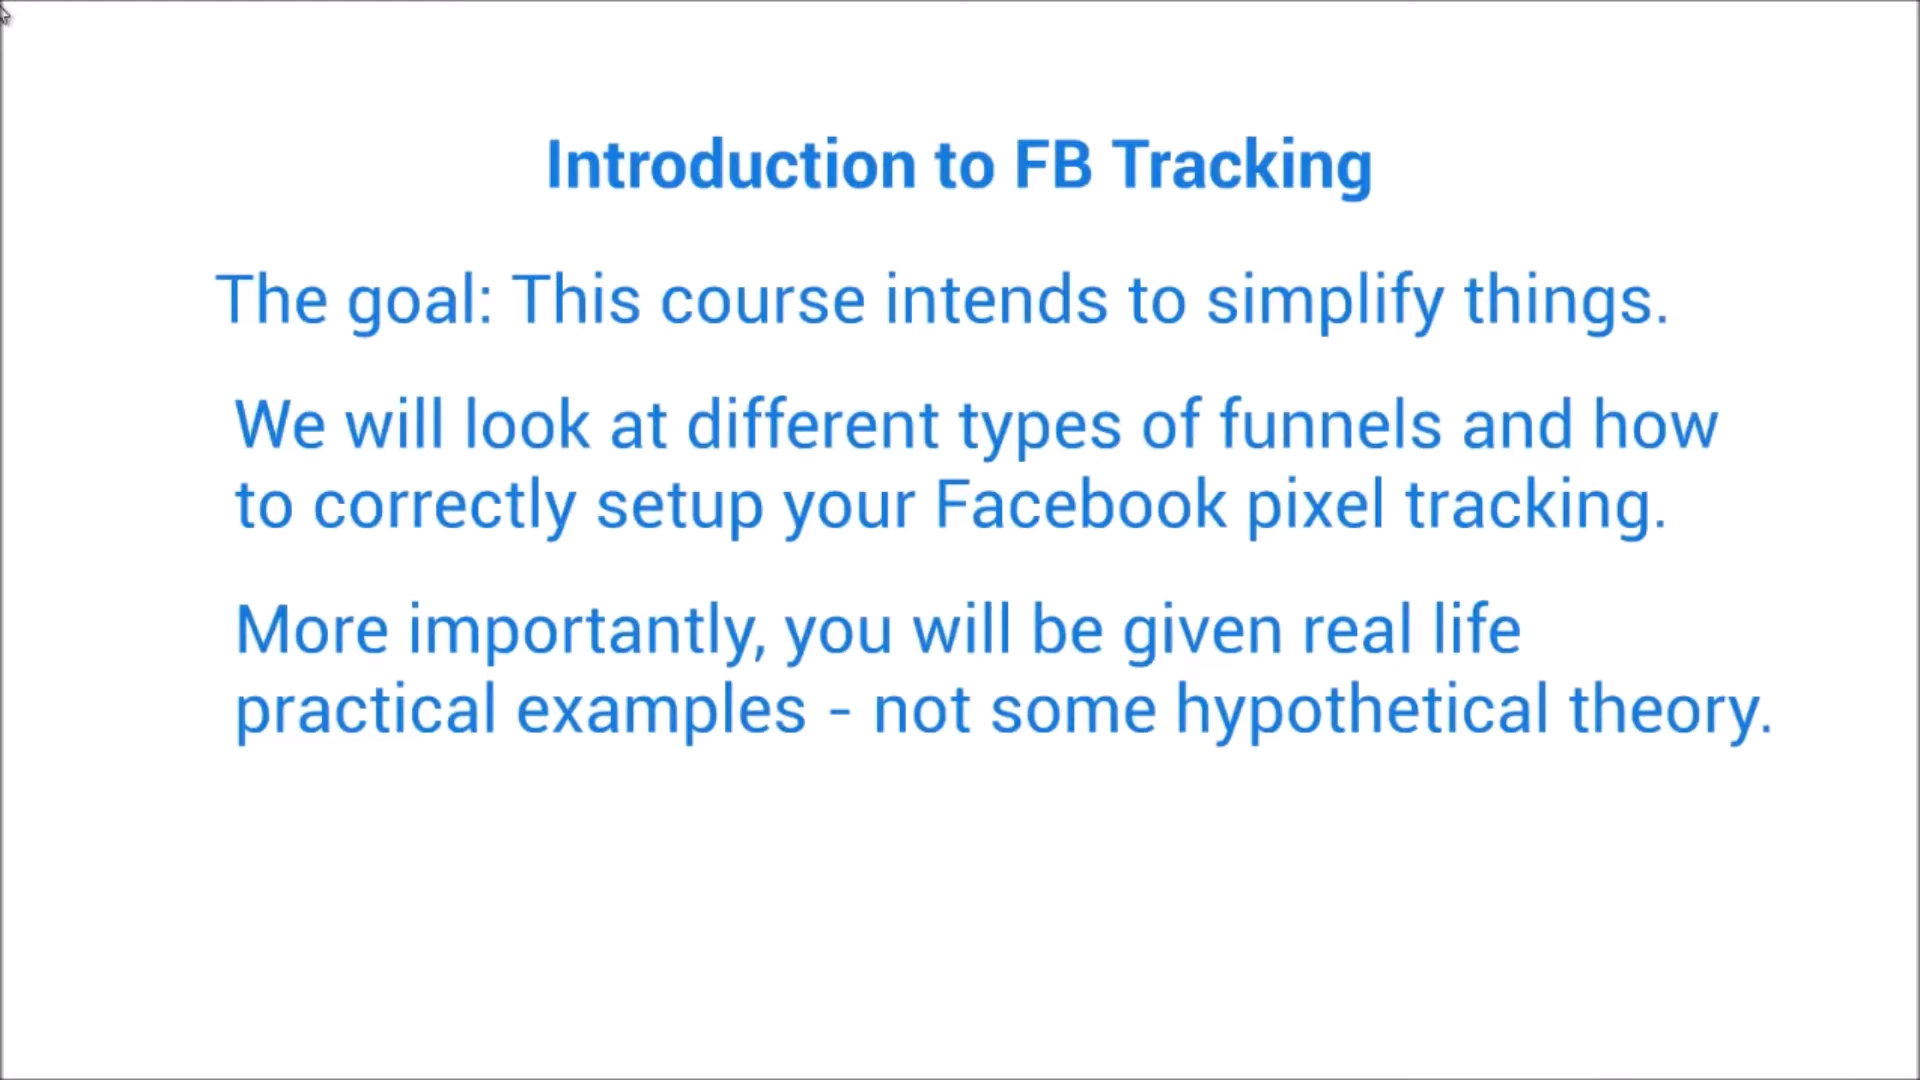 Introduction to FB Tracking
The goal: This course intends to simplify things.
We will look at different types of funnels and how
to correctly setup your Facebook pixel tracking.
More importantly, you will be given real life
practical examples - not some hypothetical theory.